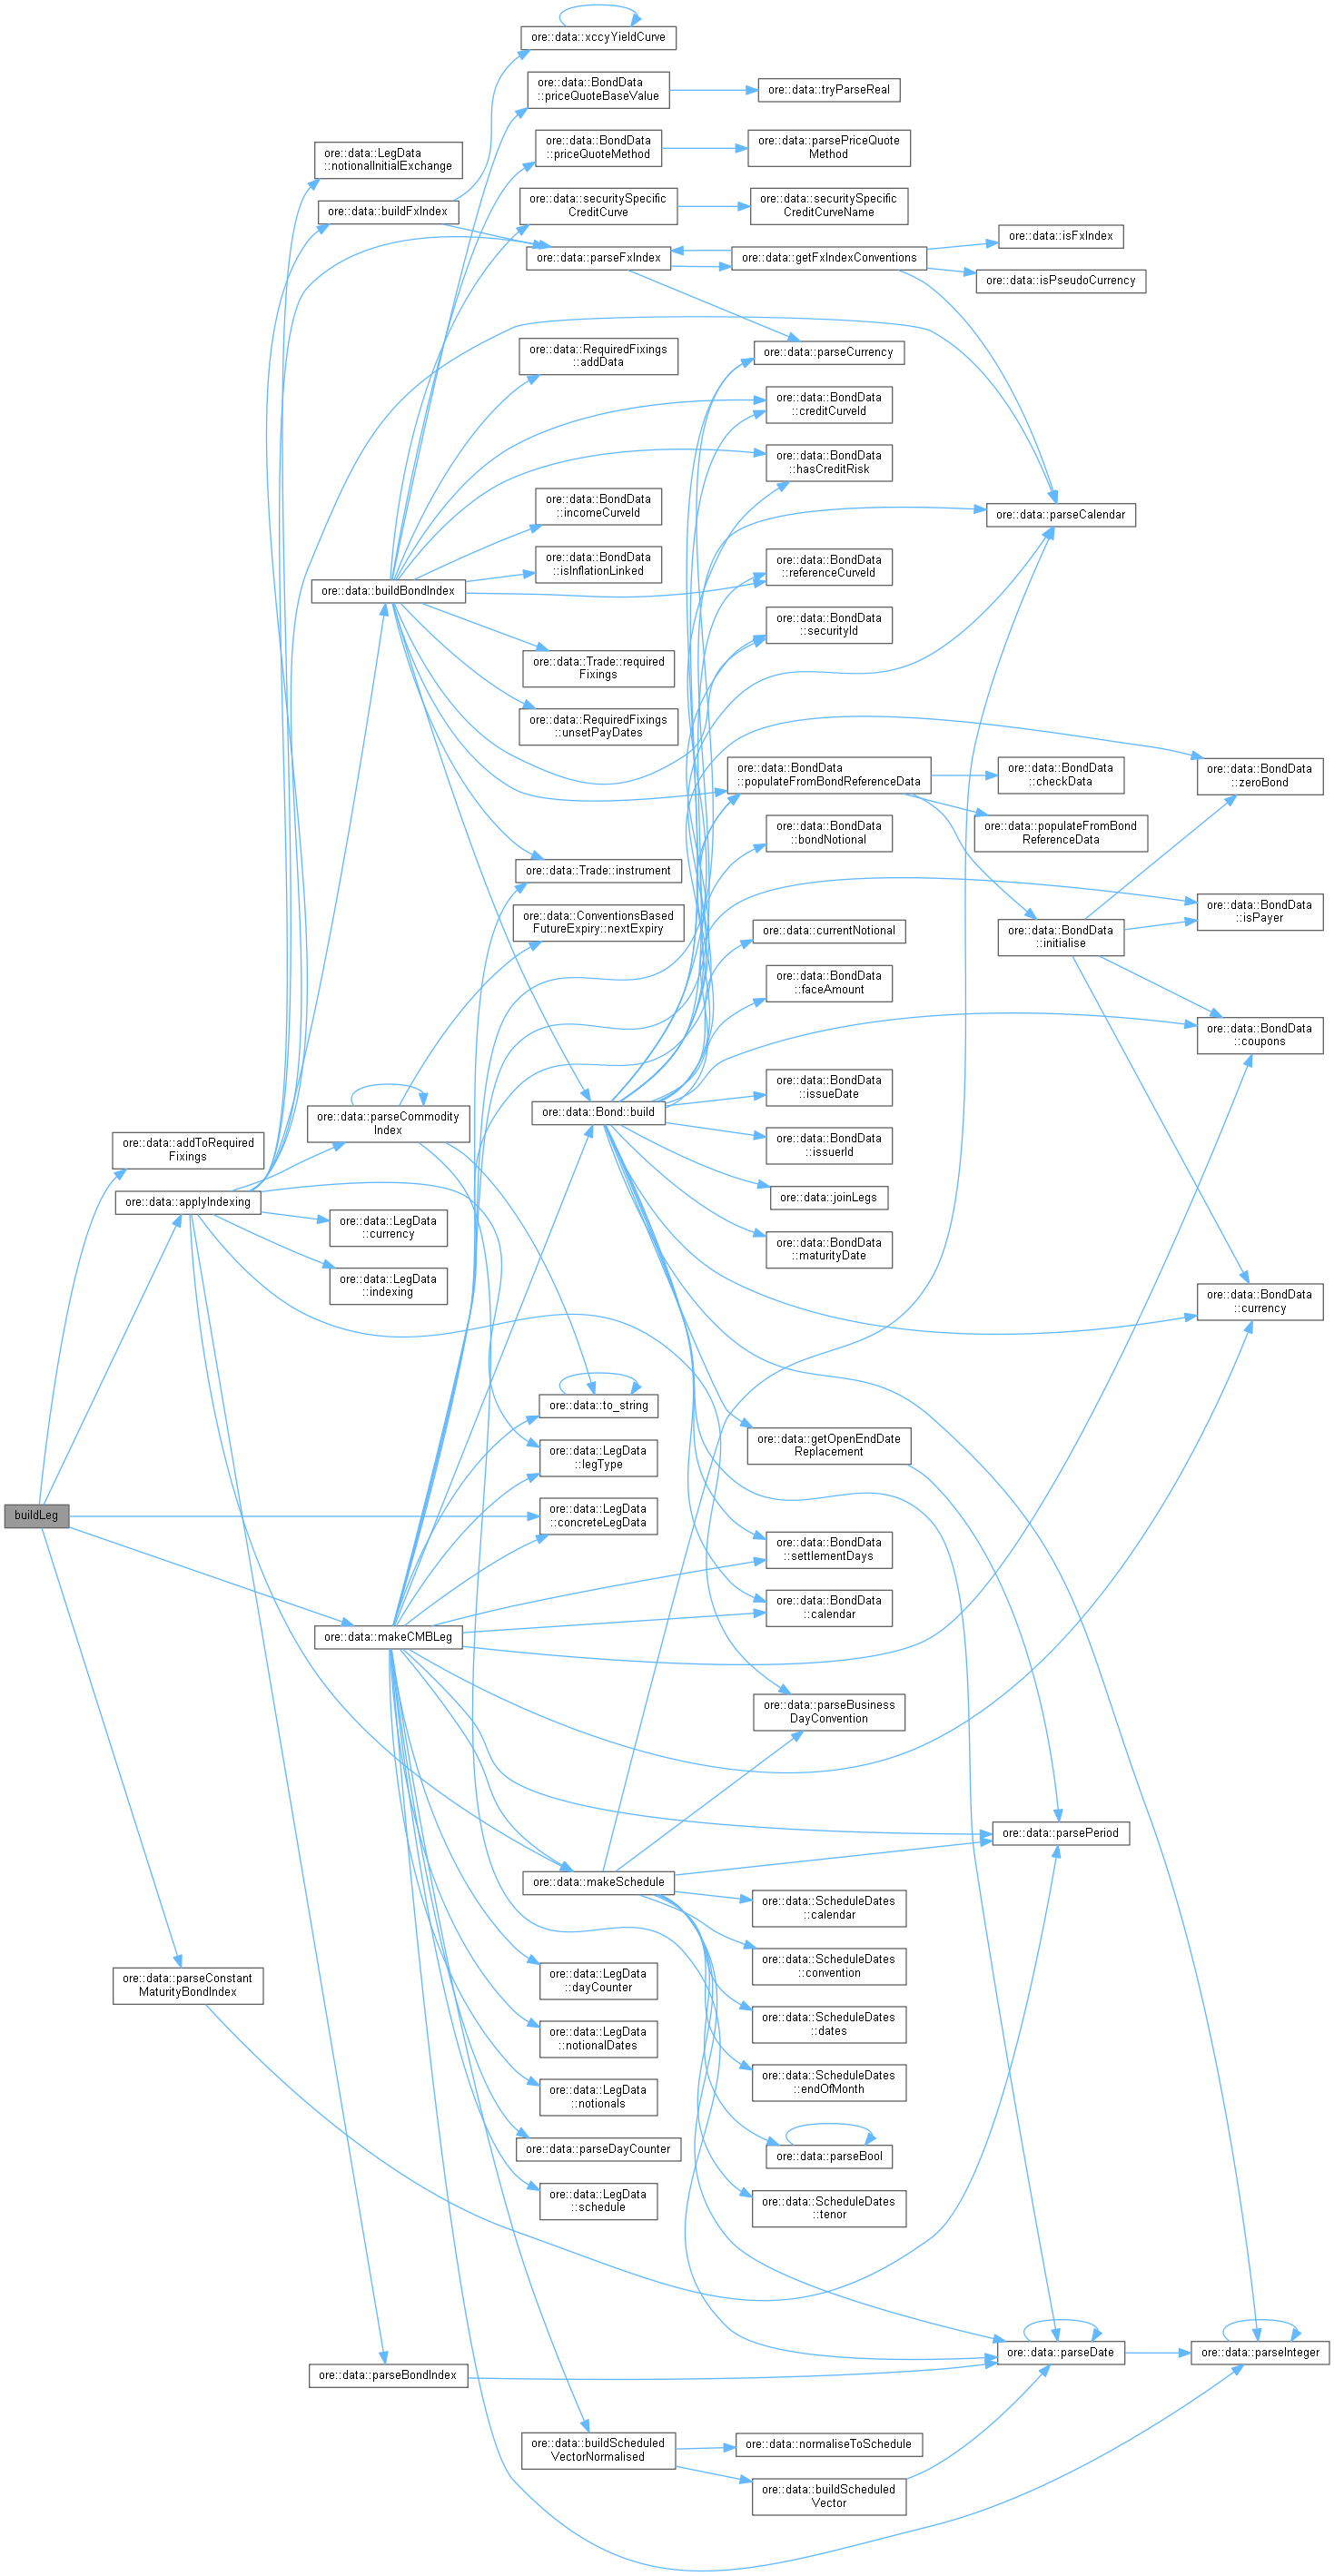 ore::data::xccyYieldCurve
ore::data::BondData
::priceQuoteBaseValue
ore::data::tryParseReal
ore::data::LegData
::notionalInitialExchange
ore::data::BondData
::priceQuoteMethod
ore::data::parsePriceQuote
Method
ore::data::buildFxIndex
ore::data::securitySpecific
CreditCurve
ore::data::securitySpecific
CreditCurveName
ore::data::isFxIndex
ore::data::parseFxIndex
ore::data::getFxIndexConventions
ore::data::isPseudoCurrency
ore::data::RequiredFixings
::addData
ore::data::parseCurrency
ore::data::BondData
::creditCurveId
ore::data::BondData
::hasCreditRisk
ore::data::BondData
::incomeCurveId
ore::data::parseCalendar
ore::data::BondData
::isInflationLinked
ore::data::BondData
::referenceCurveId
ore::data::buildBondIndex
ore::data::BondData
::securityId
ore::data::Trade::required
Fixings
ore::data::RequiredFixings
::unsetPayDates
ore::data::BondData
::populateFromBondReferenceData
ore::data::BondData
::checkData
ore::data::BondData
::zeroBond
ore::data::populateFromBond
ReferenceData
ore::data::BondData
::bondNotional
ore::data::Trade::instrument
ore::data::ConventionsBased
FutureExpiry::nextExpiry
ore::data::currentNotional
ore::data::BondData
::initialise
ore::data::BondData
::isPayer
ore::data::BondData
::faceAmount
ore::data::BondData
::coupons
ore::data::BondData
::issueDate
ore::data::parseCommodity
Index
ore::data::Bond::build
ore::data::BondData
::issuerId
ore::data::addToRequired
Fixings
ore::data::applyIndexing
ore::data::joinLegs
ore::data::LegData
::currency
ore::data::BondData
::maturityDate
ore::data::LegData
::indexing
ore::data::BondData
::currency
ore::data::to_string
ore::data::getOpenEndDate
Replacement
ore::data::LegData
::legType
buildLeg
ore::data::LegData
::concreteLegData
ore::data::BondData
::settlementDays
ore::data::BondData
::calendar
ore::data::makeCMBLeg
ore::data::parseBusiness
DayConvention
ore::data::parsePeriod
ore::data::makeSchedule
ore::data::ScheduleDates
::calendar
ore::data::ScheduleDates
::convention
ore::data::parseConstant
MaturityBondIndex
ore::data::LegData
::dayCounter
ore::data::ScheduleDates
::dates
ore::data::LegData
::notionalDates
ore::data::ScheduleDates
::endOfMonth
ore::data::LegData
::notionals
ore::data::parseDayCounter
ore::data::parseBool
ore::data::LegData
::schedule
ore::data::ScheduleDates
::tenor
ore::data::parseDate
ore::data::parseInteger
ore::data::parseBondIndex
ore::data::buildScheduled
VectorNormalised
ore::data::normaliseToSchedule
ore::data::buildScheduled
Vector